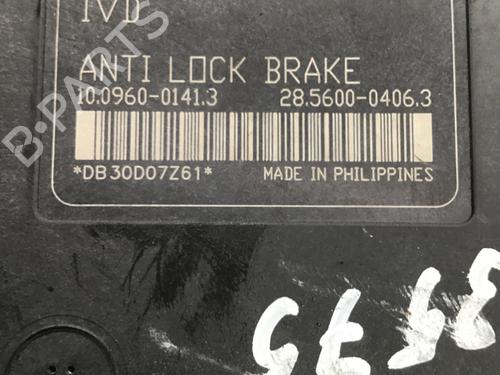 IVD
ANTI LOCK BRAKE
10.0960-0141.3 28.5600-0406.3
*DB30D07Z61* MADE IN PHILIPPINES
B-PARTS